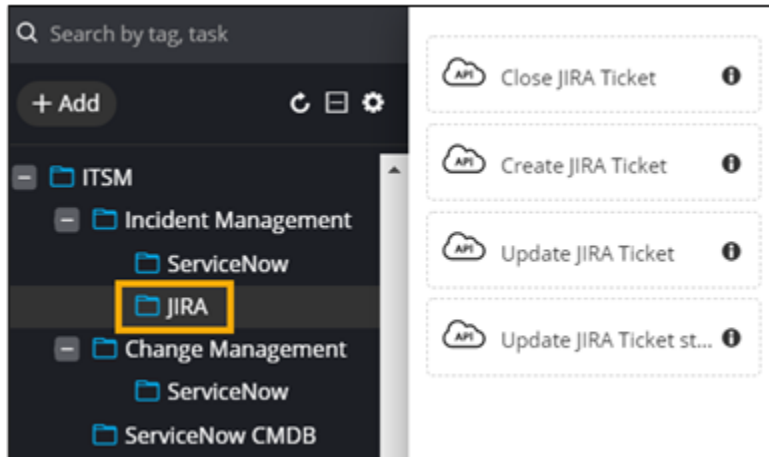 Search by tag, task
+ Add
ITSM
Incident Management
ServiceNow
JIRA
Change Management
ServiceNow
ServiceNow CMDB
API Close JIRA Ticket
API Create JIRA Ticket
API Update JIRA Ticket
API Update JIRA Ticket st...